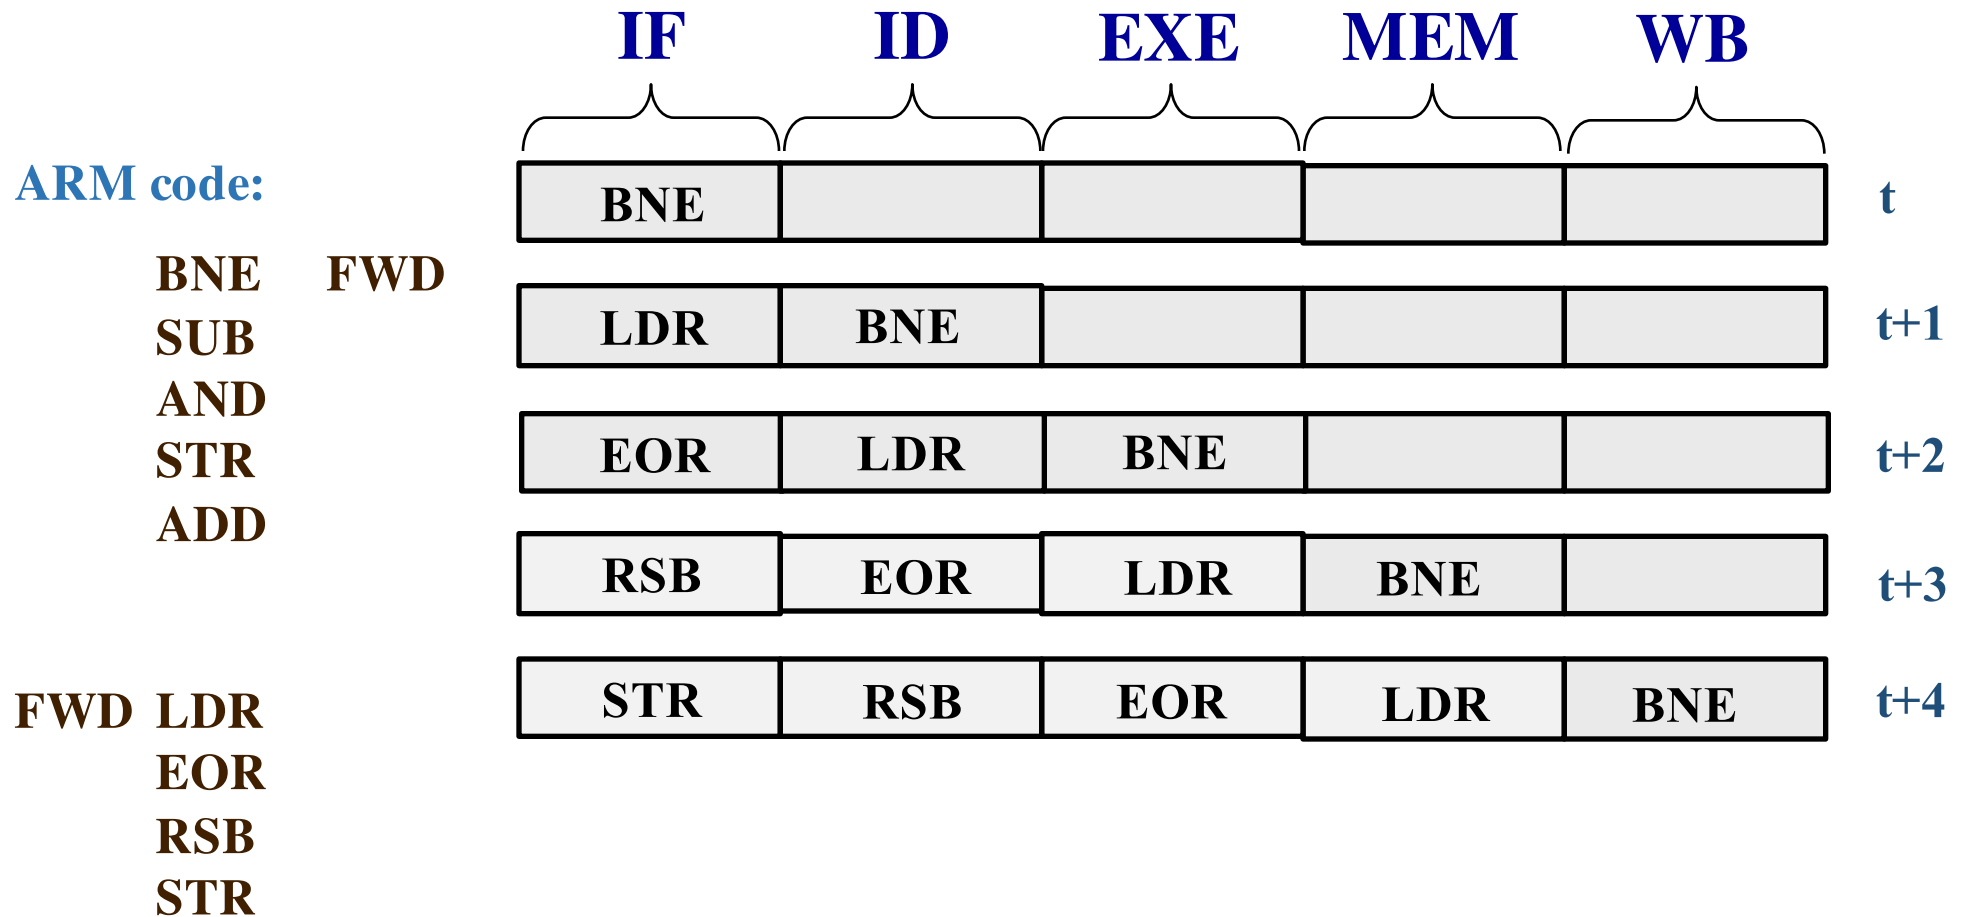 IF ID EXE MEM WB
ARM code:
BNE FWD
SUB
AND
STR
ADD
FWD LDR
EOR
RSB
STR
BNE t
LDR BNE t+1
EOR LDR BNE t+2
RSB EOR LDR BNE t+3
STR RSB EOR LDR BNE t+4